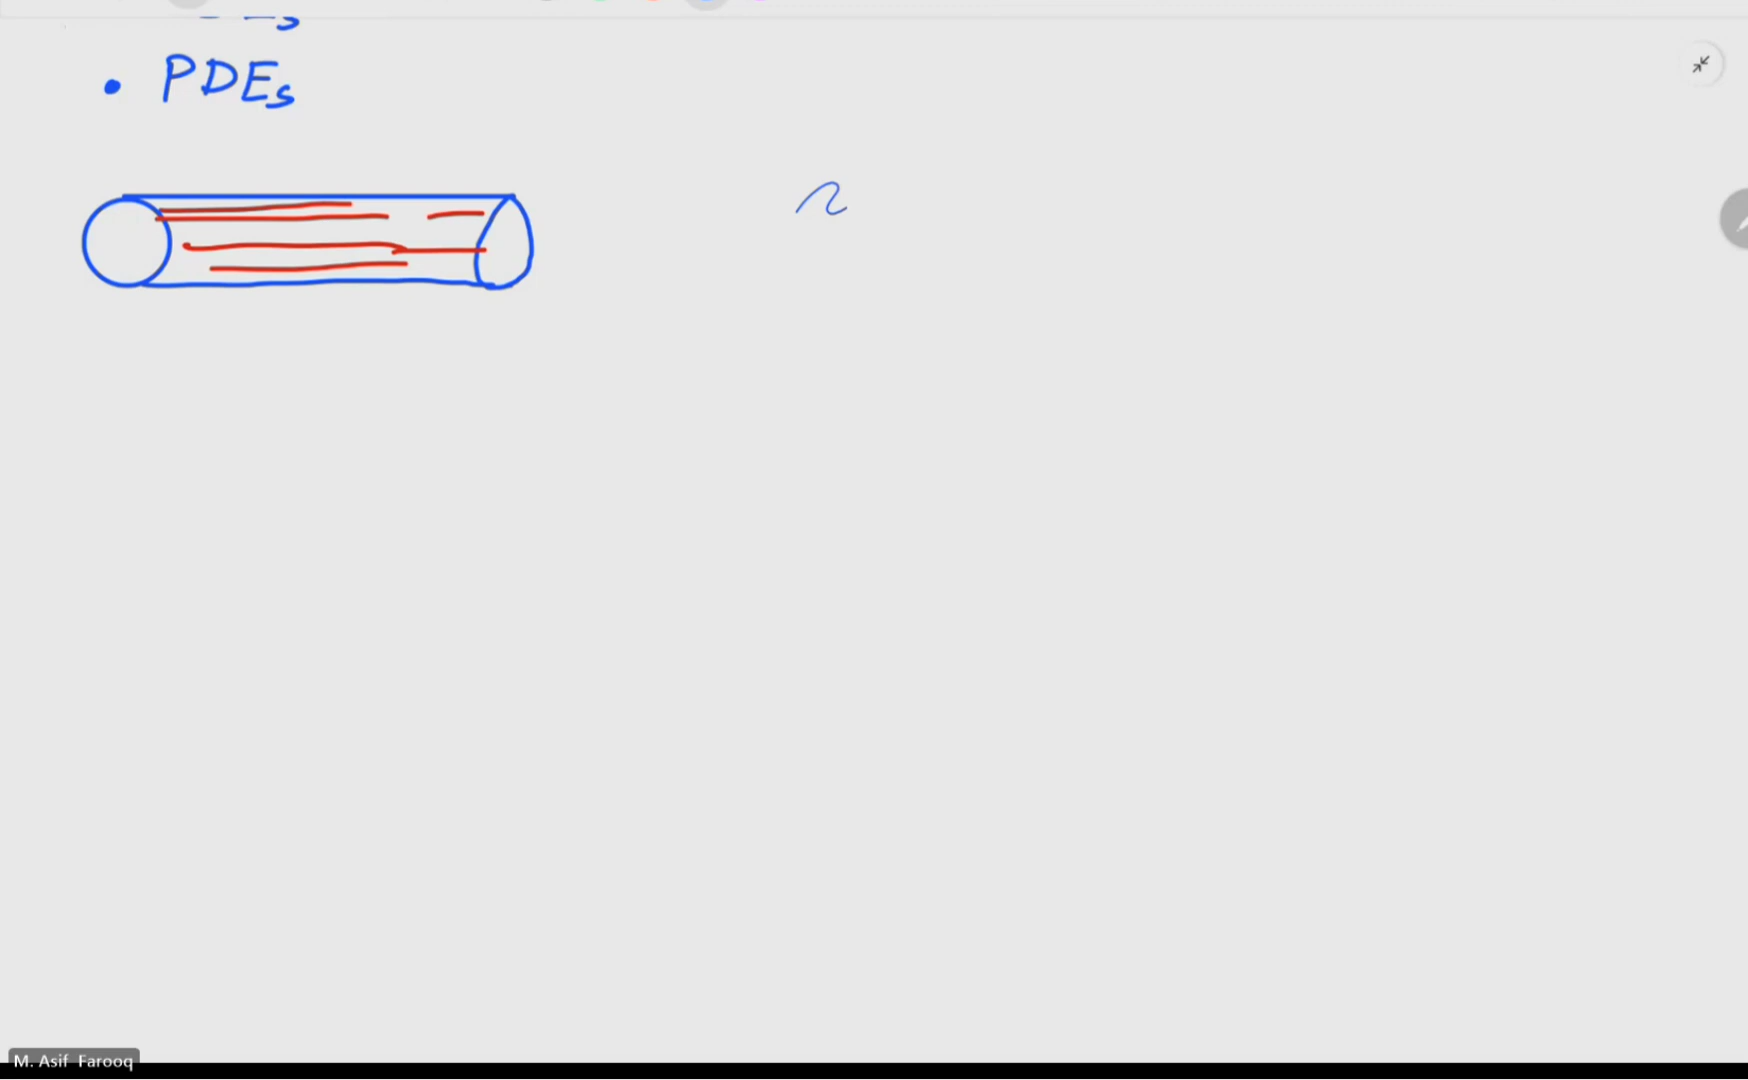 • PDEs
M. Asif Farooq